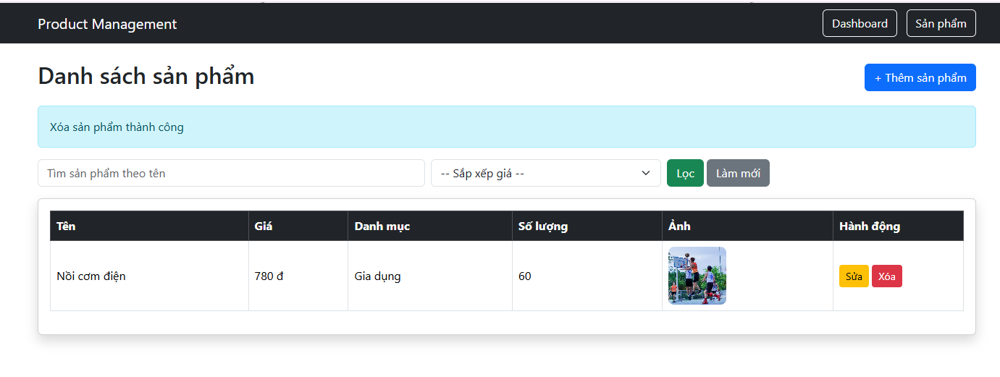 Product Management
Dashboard
Sản phẩm
Danh sách sản phẩm
+ Thêm sản phẩm
Xóa sản phẩm thành công
Tìm sản phẩm theo tên
-- Sắp xếp giá --
Lọc
Làm mới
Tên Giá Danh mục Số lượng Ảnh Hành động
Nồi cơm điện 780 đ Gia dụng 60 Sửa Xóa